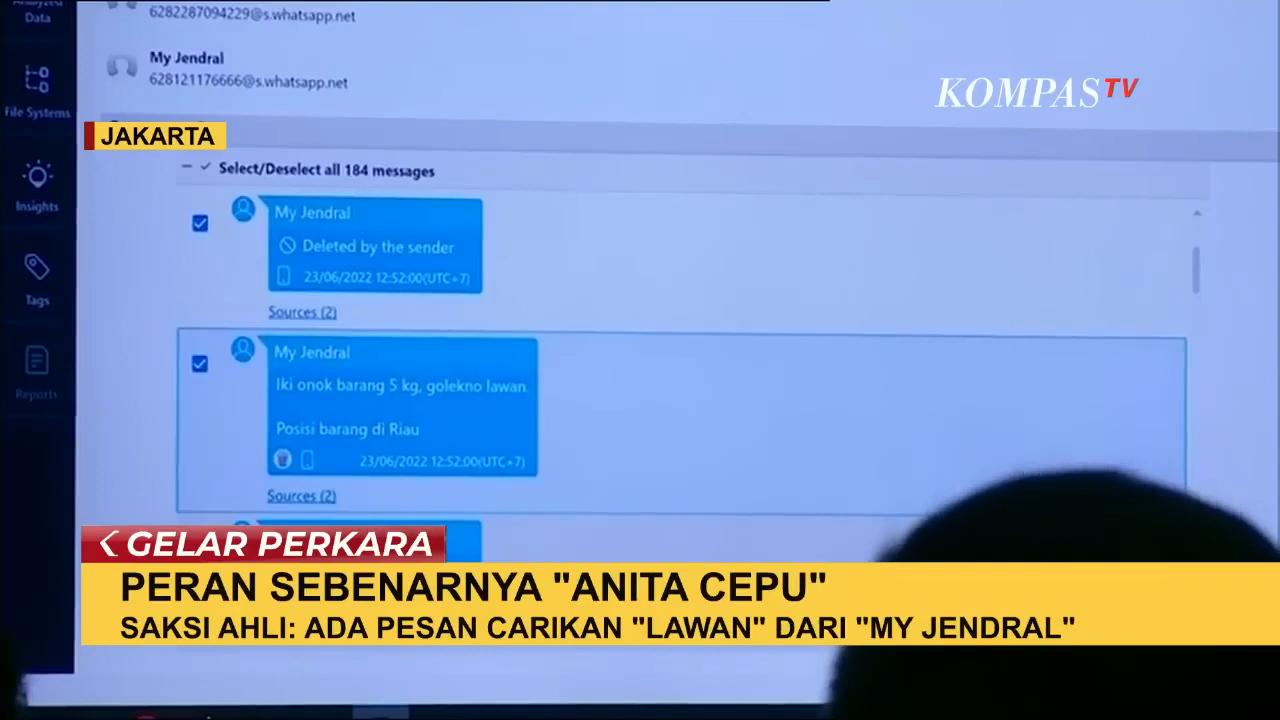 Analyzed
Data
6282287094229@s.whatsapp.net
My Jendral
628121176666@s.whatsapp.net
KOMPASTV
File Systems
JAKARTA
Select/Deselect all 184 messages
Insights
My Jendral
Deleted by the sender
23/06/2022 12:52:00(UTC+7)
Tags
Sources (2)
My Jendral
Iki onok barang 5 kg, golekno lawan.
Posisi barang di Riau
Reports
23/06/2022 12:52:00(UTC+7)
Sources (2)
GELAR PERKARA
PERAN SEBENARNYA "ANITA CEPU"
SAKSI AHLI: ADA PESAN CARIKAN "LAWAN" DARI "MY JENDRAL"